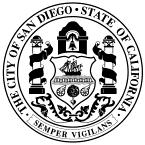 THE CITY OF SAN DIEGO • STATE OF CALIFORNIA •
SEMPER VIGILANS